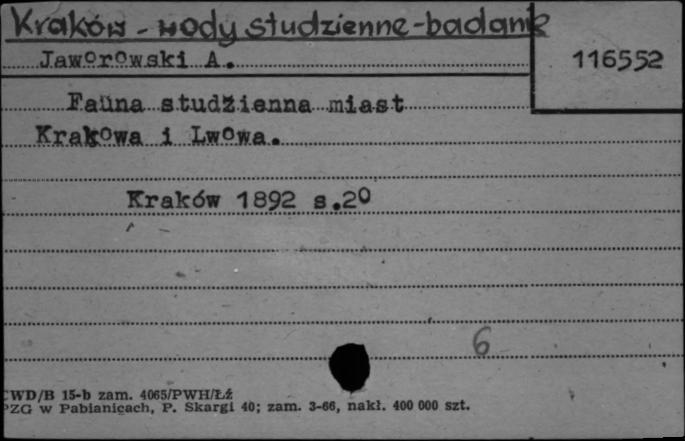 Kraków - wody studzienne - badanie
Jaworowski A.
116552
Fauna studzienna miast
Krakowa i Lwowa.
Kraków 1892 s.20
6
CWD/B 15-b zam. 4065/PWH/Łź
PZG w Pabianicach, P. Skargi 40; zam. 3-66, nakł. 400 000 szt.